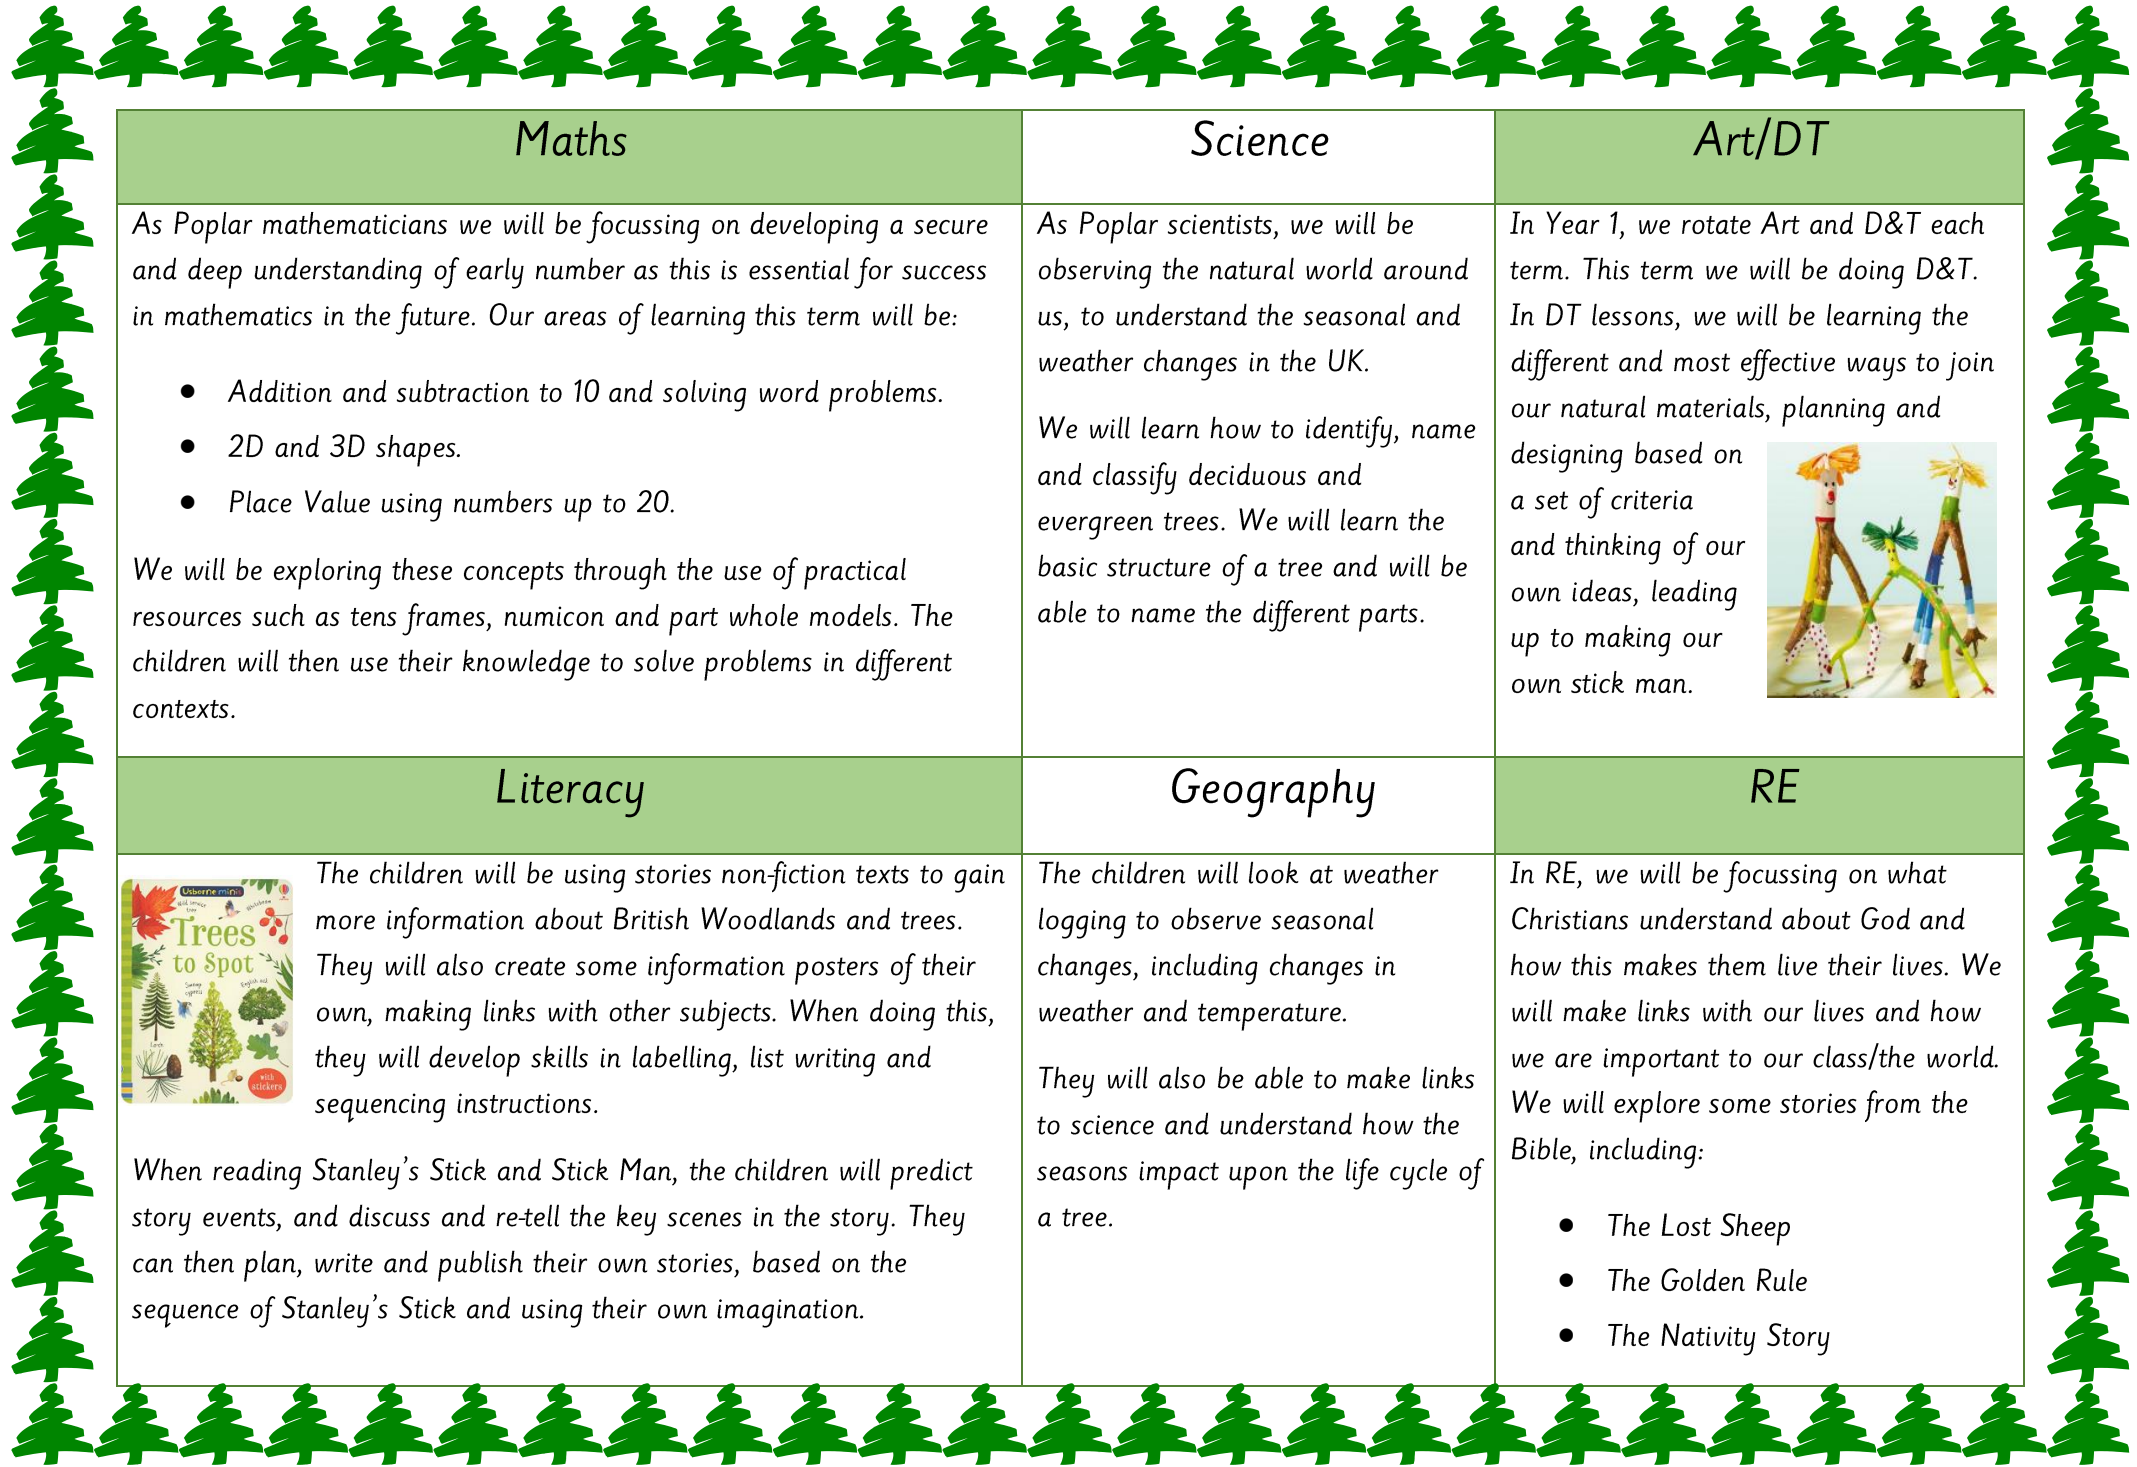 Maths
As Poplar mathematicians we will be focussing on developing a secure
and deep understanding of early number as this is essential for success
in mathematics in the future. Our areas of learning this term will be:
● Addition and subtraction to 10 and solving word problems.
● 2D and 3D shapes.
● Place Value using numbers up to 20.
We will be exploring these concepts through the use of practical
resources such as tens frames, numicon and part whole models. The
children will then use their knowledge to solve problems in different
contexts.
Science
As Poplar scientists, we will be
observing the natural world around
us, to understand the seasonal and
weather changes in the UK.
We will learn how to identify, name
and classify deciduous and
evergreen trees. We will learn the
basic structure of a tree and will be
able to name the different parts.
Art/DT
In Year 1, we rotate Art and D&T each
term. This term we will be doing D&T.
In DT lessons, we will be learning the
different and most effective ways to join
our natural materials, planning and
designing based on
a set of criteria
and thinking of our
own ideas, leading
up to making our
own stick man.
Literacy
Usborne minis
Wild service
tree
Whitebeam
Trees
to Spot
Swamp
cypress
English oak
Larch
with
stickers
The children will be using stories non-fiction texts to gain
more information about British Woodlands and trees.
They will also create some information posters of their
own, making links with other subjects. When doing this,
they will develop skills in labelling, list writing and
sequencing instructions.
When reading Stanley’s Stick and Stick Man, the children will predict
story events, and discuss and re-tell the key scenes in the story. They
can then plan, write and publish their own stories, based on the
sequence of Stanley’s Stick and using their own imagination.
Geography
The children will look at weather
logging to observe seasonal
changes, including changes in
weather and temperature.
They will also be able to make links
to science and understand how the
seasons impact upon the life cycle of
a tree.
RE
In RE, we will be focussing on what
Christians understand about God and
how this makes them live their lives. We
will make links with our lives and how
we are important to our class/the world.
We will explore some stories from the
Bible, including:
● The Lost Sheep
● The Golden Rule
● The Nativity Story